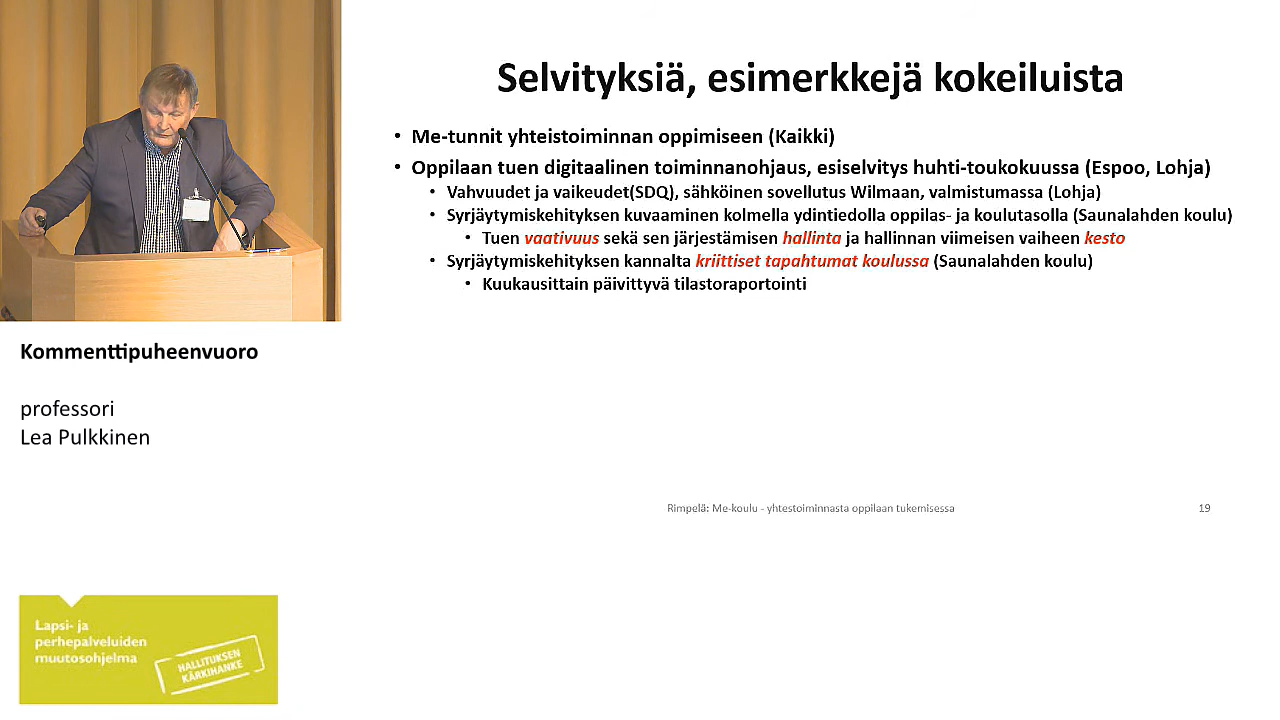 Selvityksiä, esimerkkejä kokeiluista
• Me-tunnit yhteistoiminnan oppimiseen (Kaikki)
• Oppilaan tuen digitaalinen toiminnanohjaus, esiselvitys huhti-toukokuussa (Espoo, Lohja)
• Vahvuudet ja vaikeudet(SDQ), sähköinen sovellutus Wilmaan, valmistumassa (Lohja)
• Syrjäytymiskehityksen kuvaaminen kolmella ydintiedolla oppilas- ja koulutasolla (Saunalahden koulu)
• Tuen vaativuus sekä sen järjestämisen hallinta ja hallinnan viimeisen vaiheen kesto
• Syrjäytymiskehityksen kannalta kriittiset tapahtumat koulussa (Saunalahden koulu)
• Kuukausittain päivittyvä tilastoraportointi
Rimpelä: Me-koulu - yhtestoiminnasta oppilaan tukemisessa
19
Kommenttipuheenvuoro
professori
Lea Pulkkinen
Lapsi- ja
perhepalveluiden
muutosohjelma
HALLITUKSEN
KÄRKIHANKE